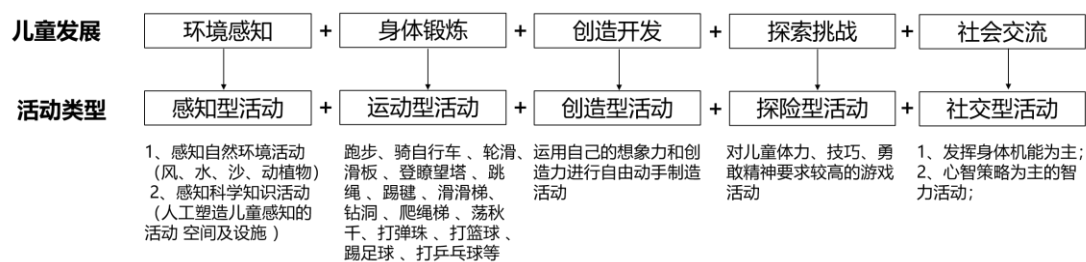 儿童发展 环境感知 + 身体锻炼 + 创造开发 + 探索挑战 + 社会交流
活动类型 感知型活动 + 运动型活动 + 创造型活动 + 探险型活动 + 社交型活动
1、感知自然环境活动
（风、水、沙、动植物）
2、感知科学知识活动
（人工塑造儿童感知的
活动 空间及设施 ）
跑步、骑自行车 、轮滑、
滑板 、登瞭望塔 、跳
绳 、踢毽 、滑滑梯、
钻洞 、爬绳梯 、荡秋
千、打弹珠 、打篮球 、
踢足球 、打乒乓球等
运用自己的想象力和创
造力进行自由动手制造
活动
对儿童体力、技巧、勇
敢精神要求较高的游戏
活动
1、发挥身体机能为主；
2、心智策略为主的智
力活动；